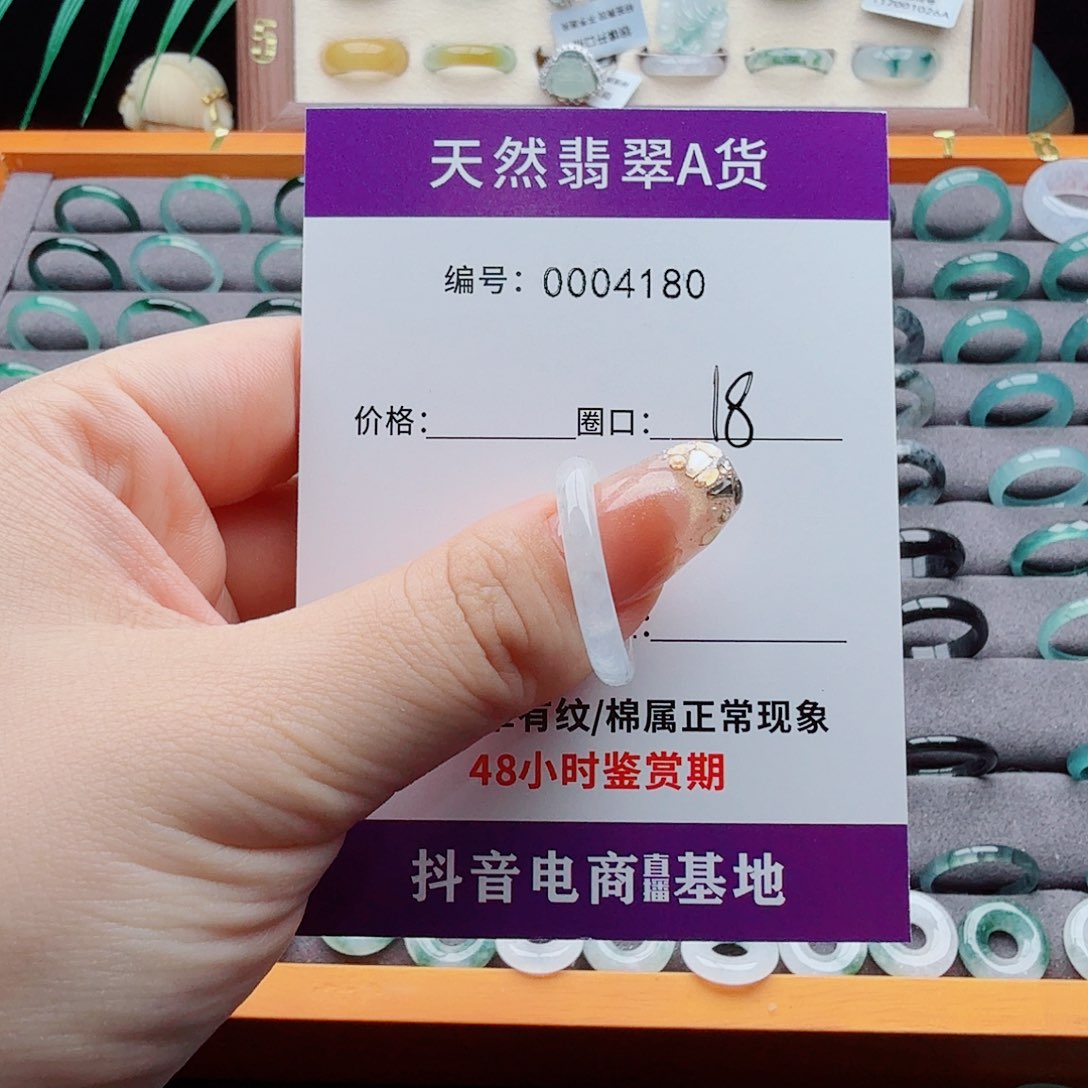 天然翡翠A货
编号：0004180
价格：
圈口：18
有纹/棉属正常现象
48小时鉴赏期
抖音电商直播基地